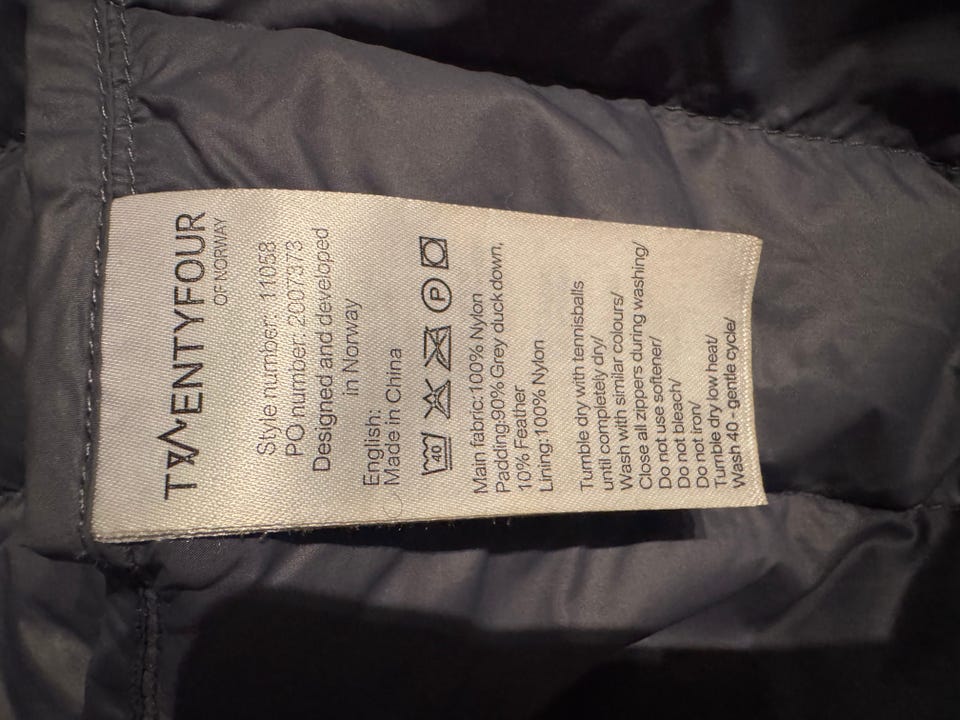 TWENTYFOUR
OF NORWAY
Style number: 11058
PO number: 2007373
Designed and developed
in Norway
English:
Made in China
40 P
Main fabric:100% Nylon
Padding:90% Grey duck down,
10% Feather
Lining:100% Nylon
Tumble dry with tennisballs
until completely dry/
Wash with similar colours/
Close all zippers during washing/
Do not use softener/
Do not bleach/
Do not iron/
Tumble dry low heat/
Wash 40 - gentle cycle/